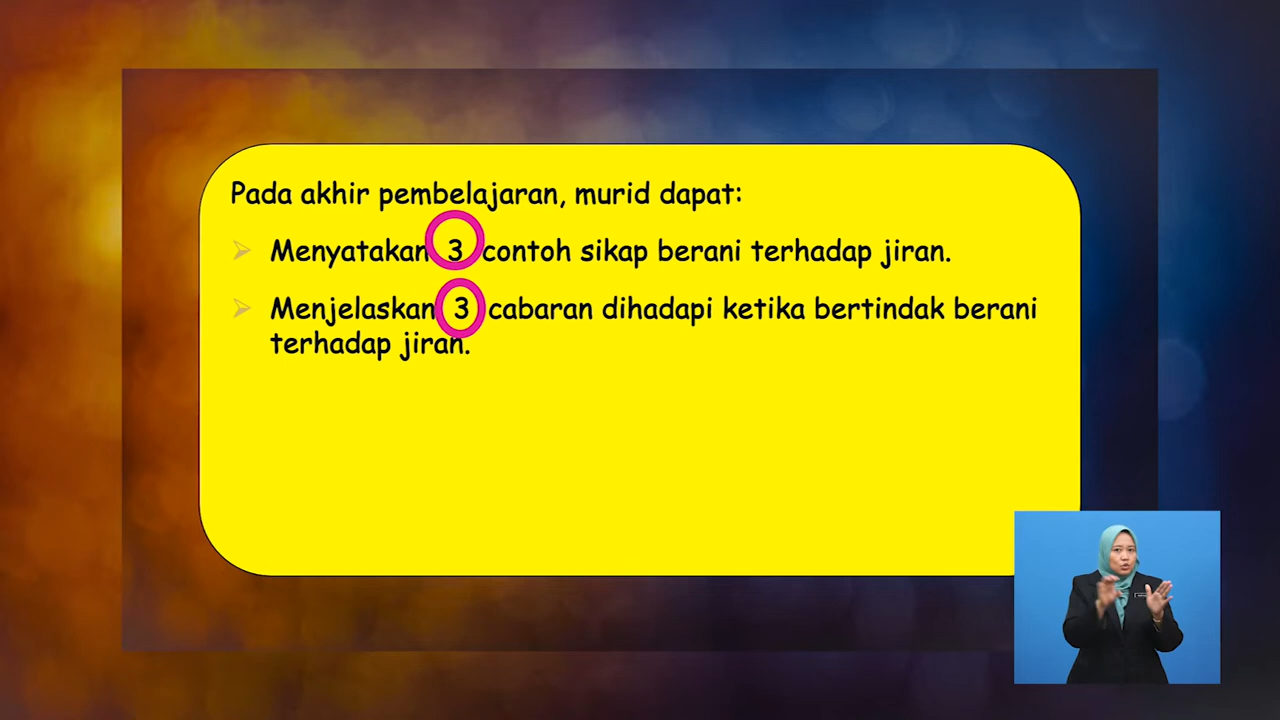 Pada akhir pembelajaran, murid dapat:
Menyatakan 3 contoh sikap berani terhadap jiran.
Menjelaskan 3 cabaran dihadapi ketika bertindak berani
terhadap jiran.